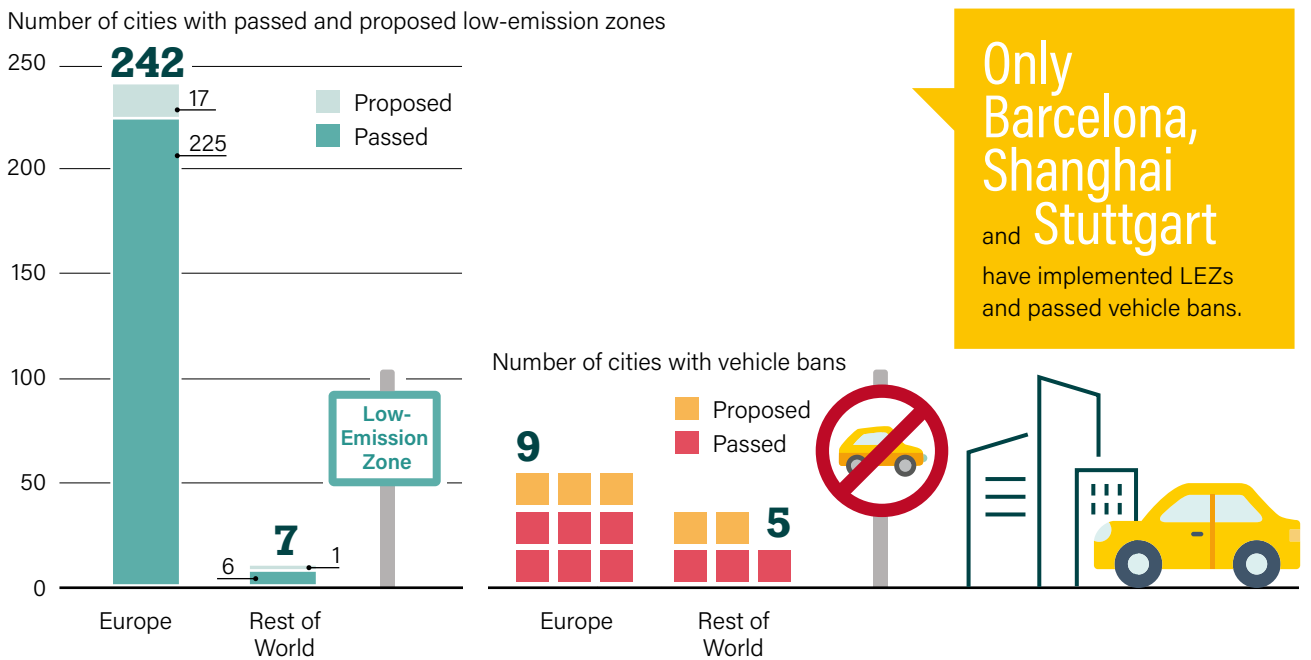 Number of cities with passed and proposed low-emission zones
250
200
150
100
50
0
242
17
225
Proposed
Passed
Low-
Emission
Zone
7
6
1
Europe
Rest of
World
Number of cities with vehicle bans
Proposed
Passed
9
5
Europe
Rest of
World
Only
Barcelona,
Shanghai
and Stuttgart
have implemented LEZs
and passed vehicle bans.